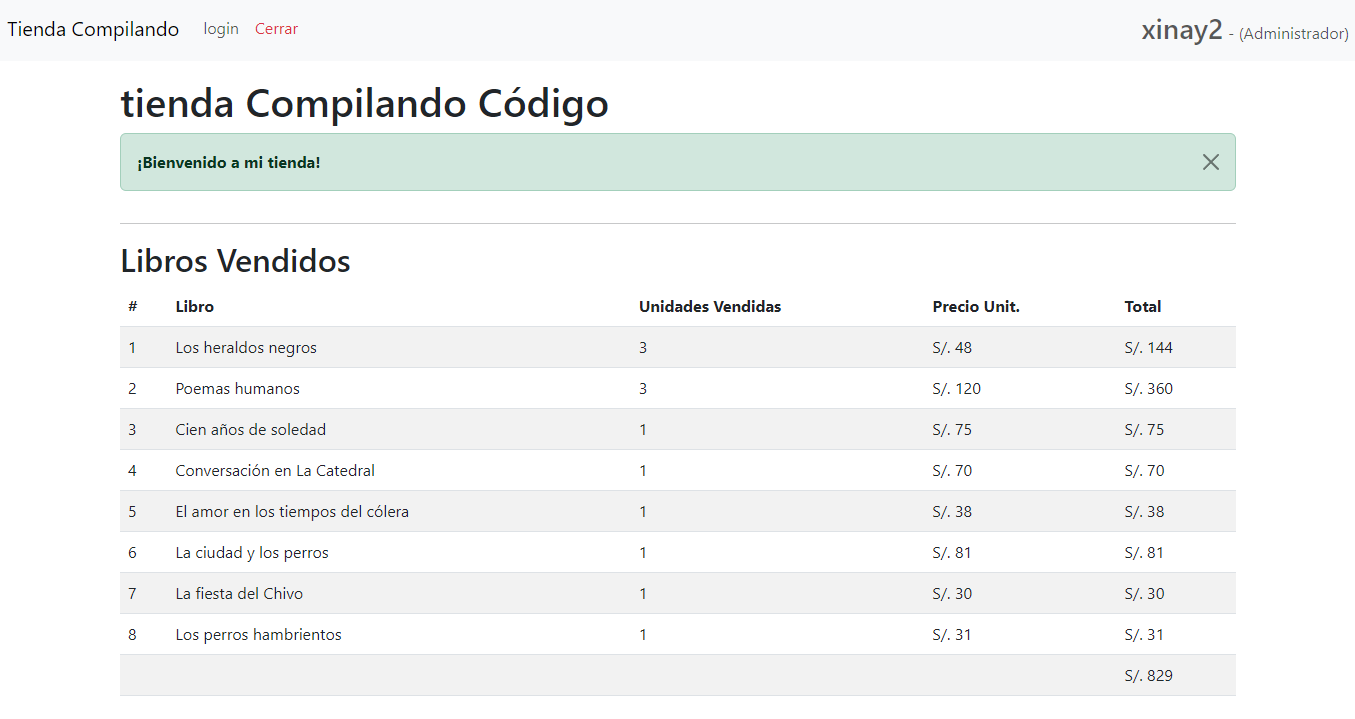 Tienda Compilando login Cerrar xinay2 - (Administrador)
tienda Compilando Código
¡Bienvenido a mi tienda!
Libros Vendidos
# Libro Unidades Vendidas Precio Unit. Total
1 Los heraldos negros 3 S/. 48 S/. 144
2 Poemas humanos 3 S/. 120 S/. 360
3 Cien años de soledad 1 S/. 75 S/. 75
4 Conversación en La Catedral 1 S/. 70 S/. 70
5 El amor en los tiempos del cólera 1 S/. 38 S/. 38
6 La ciudad y los perros 1 S/. 81 S/. 81
7 La fiesta del Chivo 1 S/. 30 S/. 30
8 Los perros hambrientos 1 S/. 31 S/. 31
S/. 829